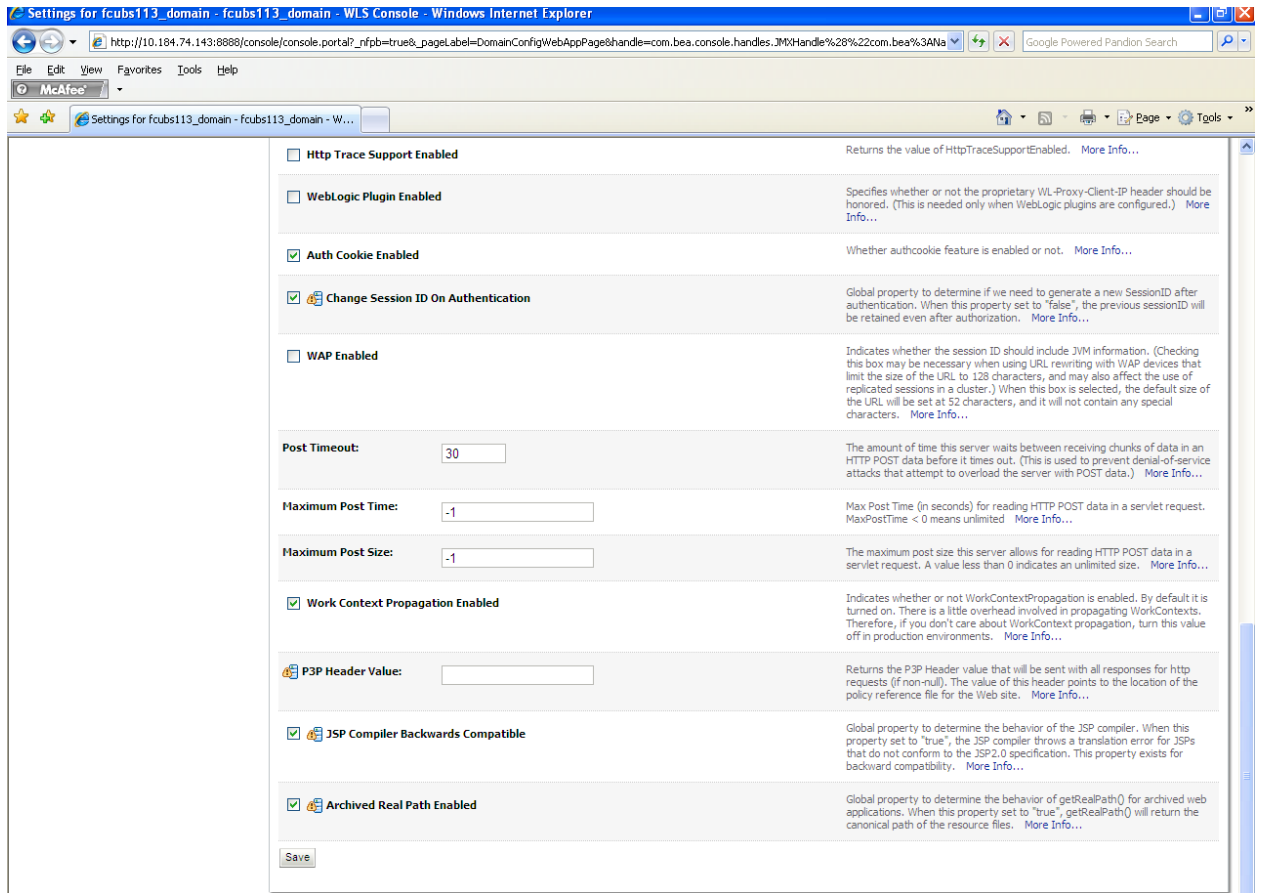 Settings for fcubs113_domain - fcubs113_domain - WLS Console - Windows Internet Explorer
http://10.184.74.143:8888/console/console.portal?_nfpb=true&_pageLabel=DomainConfigWebAppPage&handle=com.bea.console.handles.JMXHandle%28%22com.bea%3ANa
Google Powered Pandion Search
File Edit View Favorites Tools Help
McAfee
Settings for fcubs113_domain - fcubs113_domain - W...
Page Tools »
Http Trace Support Enabled
Returns the value of HttpTraceSupportEnabled. More Info...
WebLogic Plugin Enabled
Specifies whether or not the proprietary WL-Proxy-Client-IP header should be
honored. (This is needed only when WebLogic plugins are configured.) More
Info...
Auth Cookie Enabled
Whether authcookie feature is enabled or not. More Info...
Change Session ID On Authentication
Global property to determine if we need to generate a new SessionID after
authentication. When this property set to "false", the previous sessionID will
be retained even after authorization. More Info...
WAP Enabled
Indicates whether the session ID should include JVM information. (Checking
this box may be necessary when using URL rewriting with WAP devices that
limit the size of the URL to 128 characters, and may also affect the use of
replicated sessions in a cluster.) When this box is selected, the default size of
the URL will be set at 52 characters, and it will not contain any special
characters. More Info...
Post Timeout:
30
The amount of time this server waits between receiving chunks of data in an
HTTP POST data before it times out. (This is used to prevent denial-of-service
attacks that attempt to overload the server with POST data.) More Info...
Maximum Post Time:
-1
Max Post Time (in seconds) for reading HTTP POST data in a servlet request.
MaxPostTime < 0 means unlimited More Info...
Maximum Post Size:
-1
The maximum post size this server allows for reading HTTP POST data in a
servlet request. A value less than 0 indicates an unlimited size. More Info...
Work Context Propagation Enabled
Indicates whether or not WorkContextPropagation is enabled. By default it is
turned on. There is a little overhead involved in propagating WorkContexts.
Therefore, if you don't care about WorkContext propagation, turn this value
off in production environments. More Info...
P3P Header Value:
Returns the P3P Header value that will be sent with all responses for http
requests (if non-null). The value of this header points to the location of the
policy reference file for the Web site. More Info...
JSP Compiler Backwards Compatible
Global property to determine the behavior of the JSP compiler. When this
property set to "true", the JSP compiler throws a translation error for JSPs
that do not conform to the JSP2.0 specification. This property exists for
backward compatibility. More Info...
Archived Real Path Enabled
Global property to determine the behavior of getRealPath() for archived web
applications. When this property set to "true", getRealPath() will return the
canonical path of the resource files. More Info...
Save